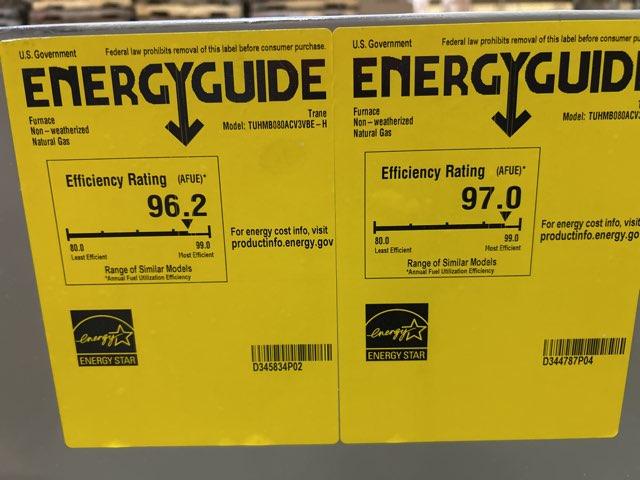 U.S. Government Federal law prohibits removal of this label before consumer purchase.
ENERGYGUIDE
Furnace
Non-weatherized
Natural Gas
Trane
Model: TUHMB080ACV3VBE-H
Efficiency Rating (AFUE)*
96.2
80.0 99.0
Least Efficient Most Efficient
Range of Similar Models
*Annual Fuel Utilization Efficiency
For energy cost info, visit
productinfo.energy.gov
energy
ENERGY STAR
D345834P02
U.S. Government Federal law prohibits removal of this label before consumer
ENERGYGUID
Furnace
Non-weatherized
Natural Gas
Model: TUHMB080ACV3
Efficiency Rating (AFUE)*
97.0
80.0 99.0
Least Efficient Most Efficient
Range of Similar Models
*Annual Fuel Utilization Efficiency
For energy cost info, visit
productinfo.energy.go
energy
ENERGY STAR
D344787P04